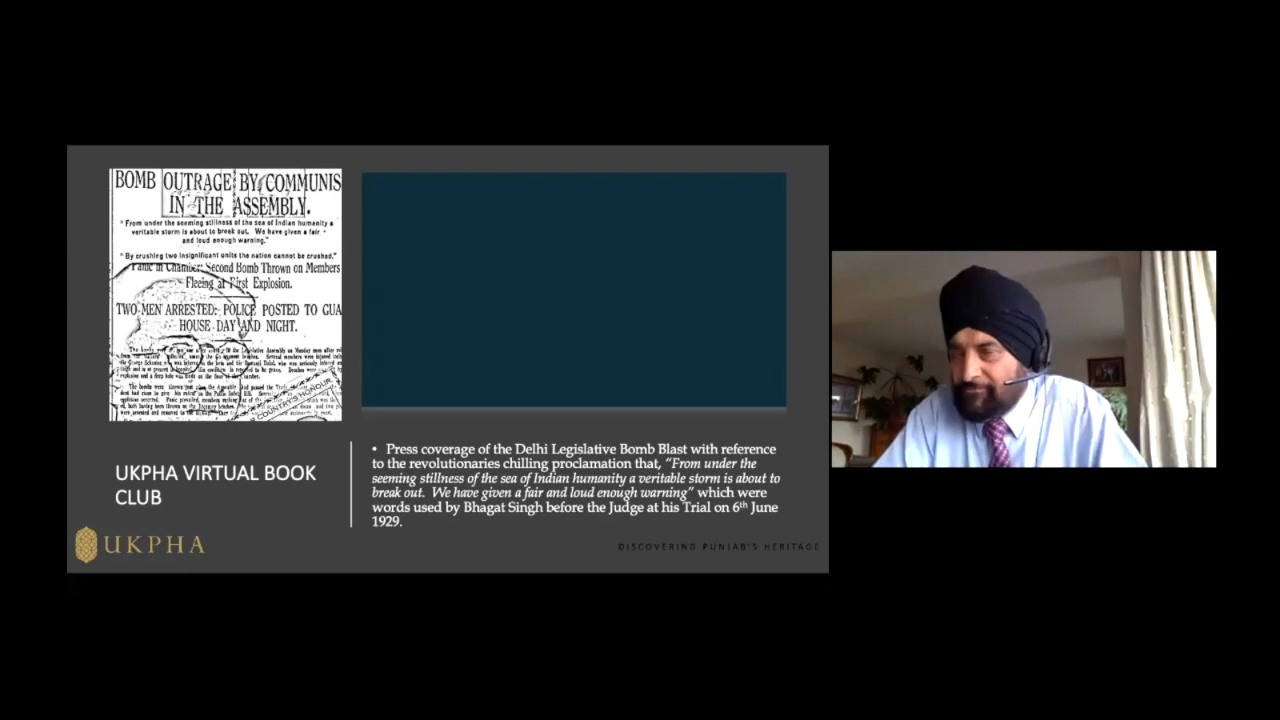 BOMB OUTRAGE BY COMMUNIS
IN THE ASSEMBLY.
"From under the seeming stillness of the sea of Indian humanity a
veritable storm is about to break out. We have given a fair
and loud enough warning."
"By crushing two insignificant units the nation cannot be crushed."
Panic in Chamber: Second Bomb Thrown on Members
Fleeing at First Explosion.
TWO MEN ARRESTED: POLICE POSTED TO GUA
HOUSE DAY AND NIGHT.
COUNTRY'S HONOUR
UKPHA VIRTUAL BOOK
CLUB
• Press coverage of the Delhi Legislative Bomb Blast with reference
to the revolutionaries chilling proclamation that, "From under the
seeming stillness of the sea of Indian humanity a veritable storm is about to
break out. We have given a fair and loud enough warning" which were
words used by Bhagat Singh before the Judge at his Trial on 6th June
1929.
UKPHA
DISCOVERING PUNJAB'S HERITAGE